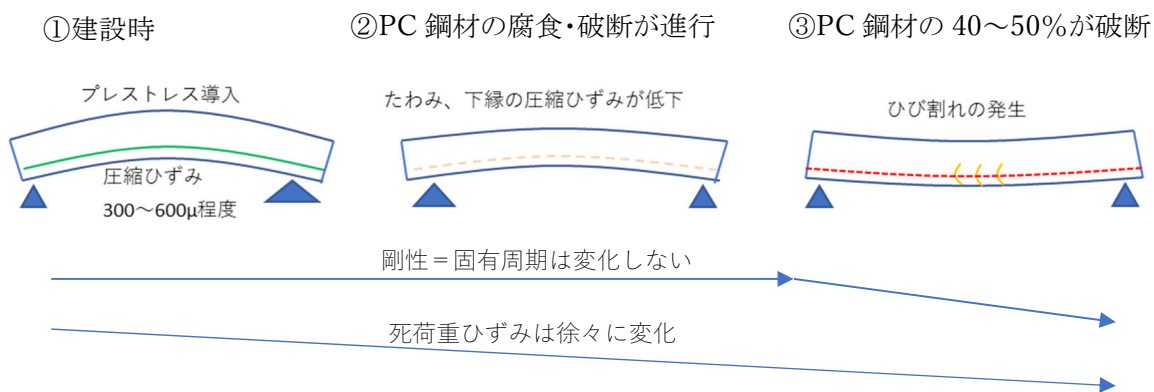 ①建設時
②PC 鋼材の腐食・破断が進行
③PC 鋼材の 40～50％が破断
プレストレス導入
圧縮ひずみ
300～600μ程度
たわみ、下縁の圧縮ひずみが低下
ひび割れの発生
剛性＝固有周期は変化しない
死荷重ひずみは徐々に変化